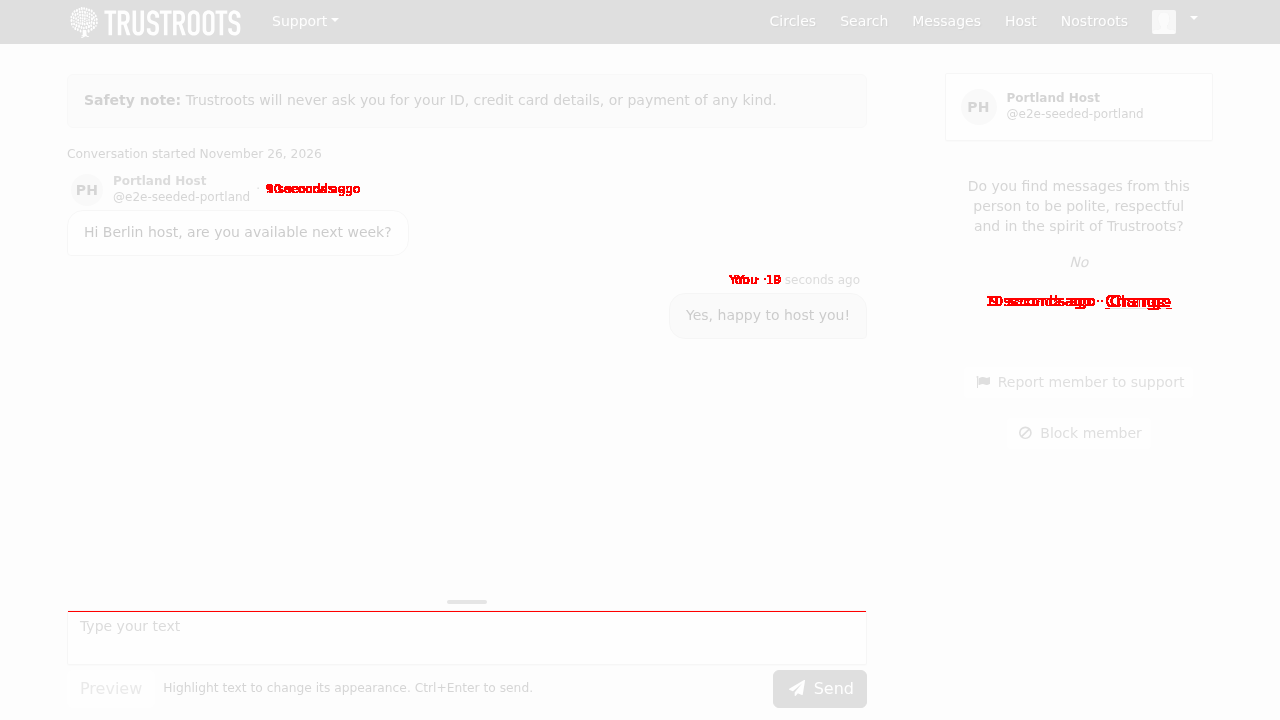 TRUSTROOTS Support Circles Search Messages Host Nostroots
Safety note: Trustroots will never ask you for your ID, credit card details, or payment of any kind.
Conversation started November 26, 2026
PH Portland Host
@e2e-seeded-portland
Hi Berlin host, are you available next week?
seconds ago
Yes, happy to host you!
Type your text
Preview Highlight text to change its appearance. Ctrl+Enter to send. Send
PH Portland Host
@e2e-seeded-portland
Do you find messages from this
person to be polite, respectful
and in the spirit of Trustroots?
No
Report member to support
Block member